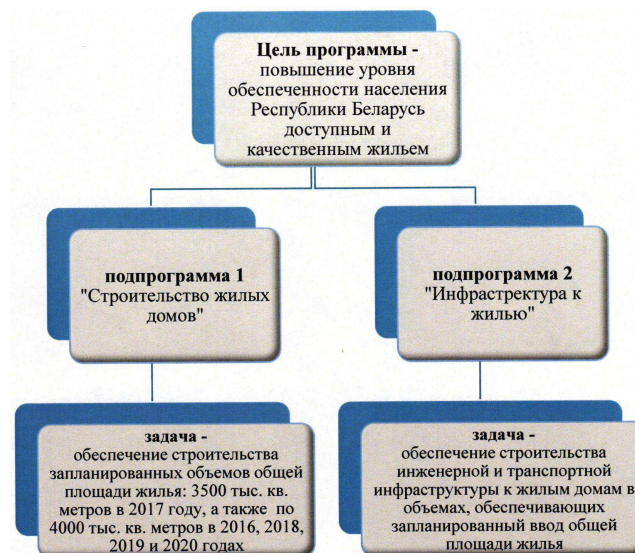 Цель программы -
повышение уровня
обеспеченности населения
Республики Беларусь
доступным и
качественным жильем
подпрограмма 1
"Строительство жилых
домов"
подпрограмма 2
"Инфрастректура к
жилью"
задача -
обеспечение строительства
запланированных объемов общей
площади жилья: 3500 тыс. кв.
метров в 2017 году, а также по
4000 тыс. кв. метров в 2016, 2018,
2019 и 2020 годах
задача -
обеспечение строительства
инженерной и транспортной
инфраструктуры к жилым домам в
объемах, обеспечивающих
запланированный ввод общей
площади жилья